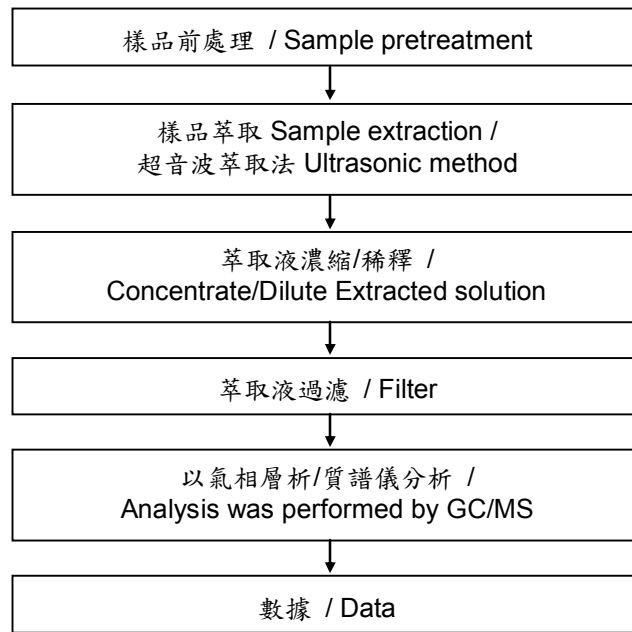 樣品前處理 / Sample pretreatment
樣品萃取 Sample extraction /
超音波萃取法 Ultrasonic method
萃取液濃縮/稀釋 /
Concentrate/Dilute Extracted solution
萃取液過濾 / Filter
以氣相層析/質譜儀分析 /
Analysis was performed by GC/MS
數據 / Data